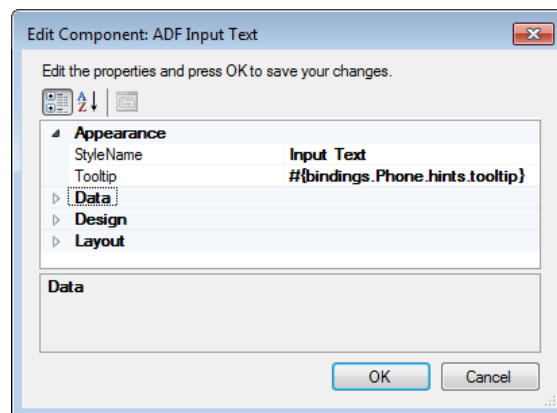 Edit Component: ADF Input Text
Edit the properties and press OK to save your changes.
Appearance
StyleName Input Text
Tooltip #{bindings.Phone.hints.tooltip}
Data
Design
Layout
Data
OK Cancel